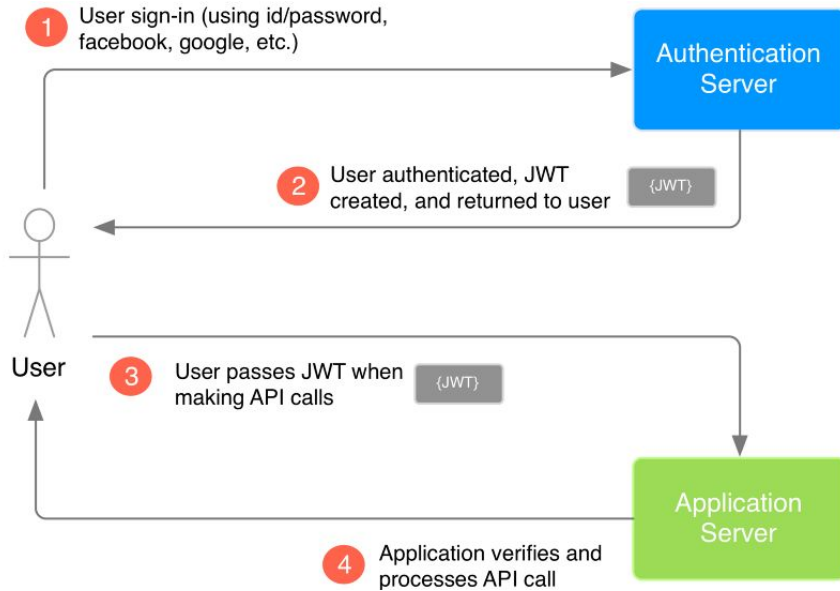 1
User sign-in (using id/password,
facebook, google, etc.)
Authentication
Server
2
User authenticated, JWT
created, and returned to user
{JWT}
User
3
User passes JWT when
making API calls
{JWT}
Application
Server
4
Application verifies and
processes API call